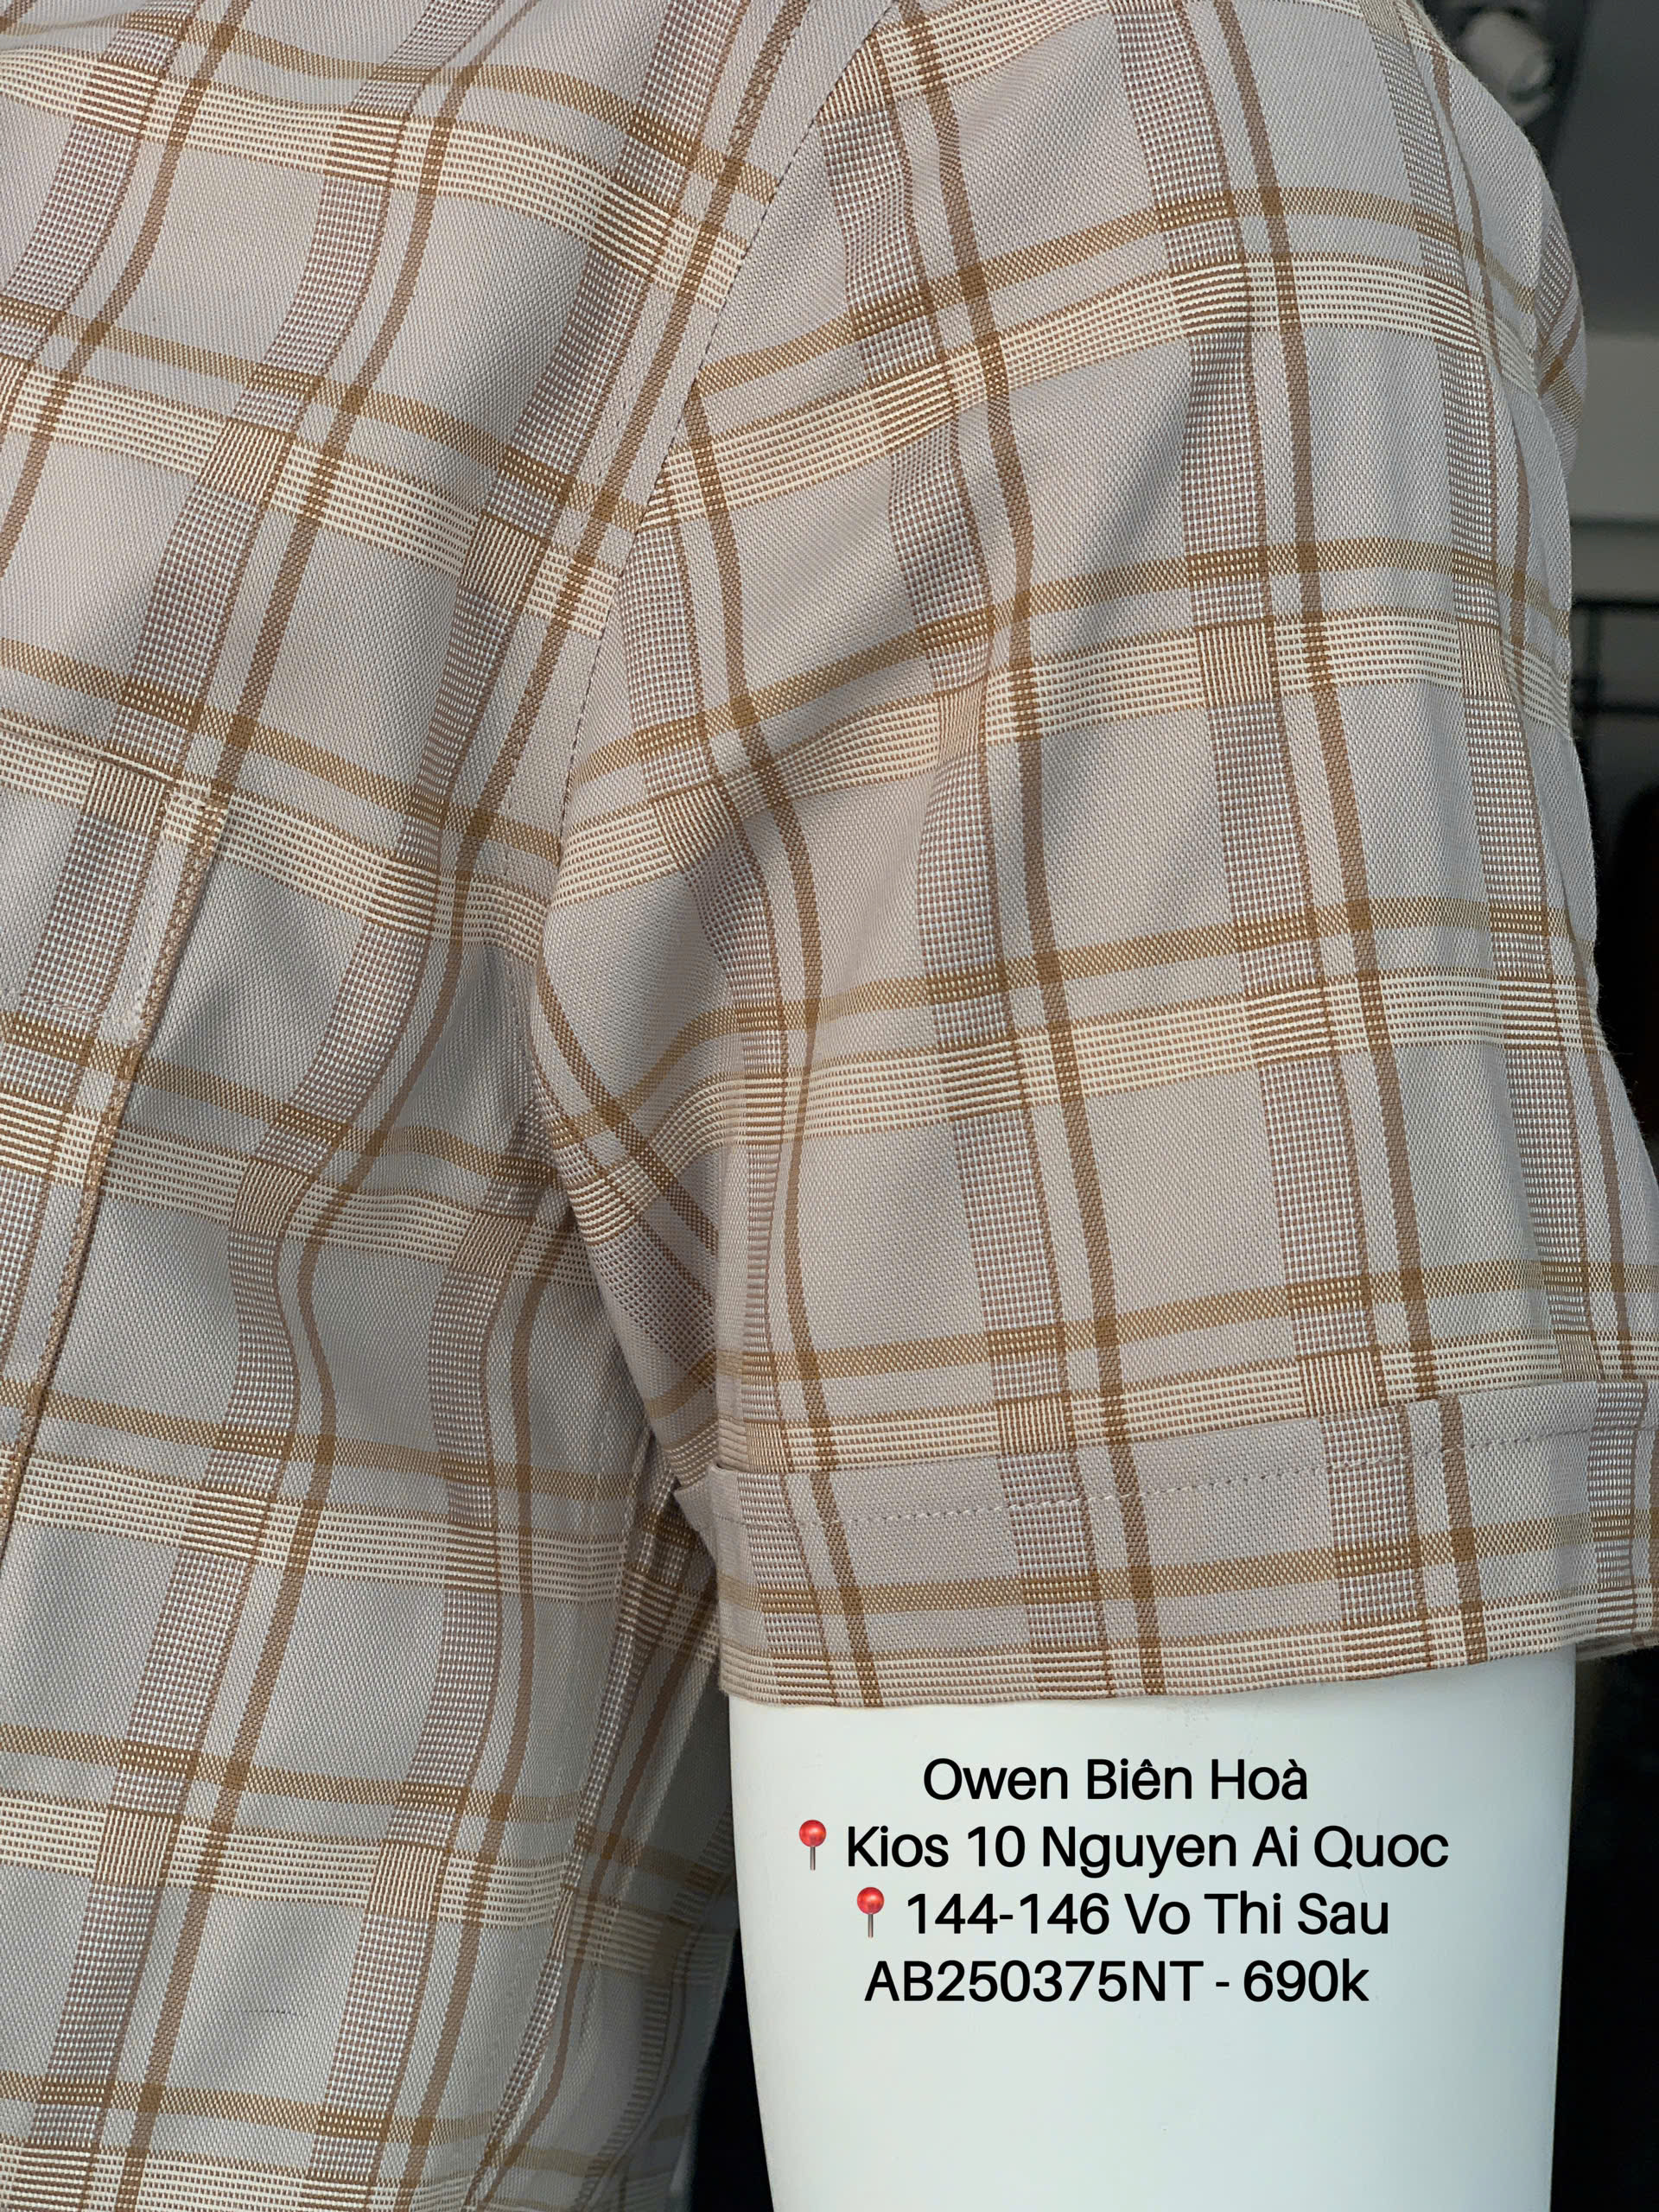 Owen Biên Hoà
📍Kios 10 Nguyen Ai Quoc
📍144-146 Vo Thi Sau
AB250375NT - 690k